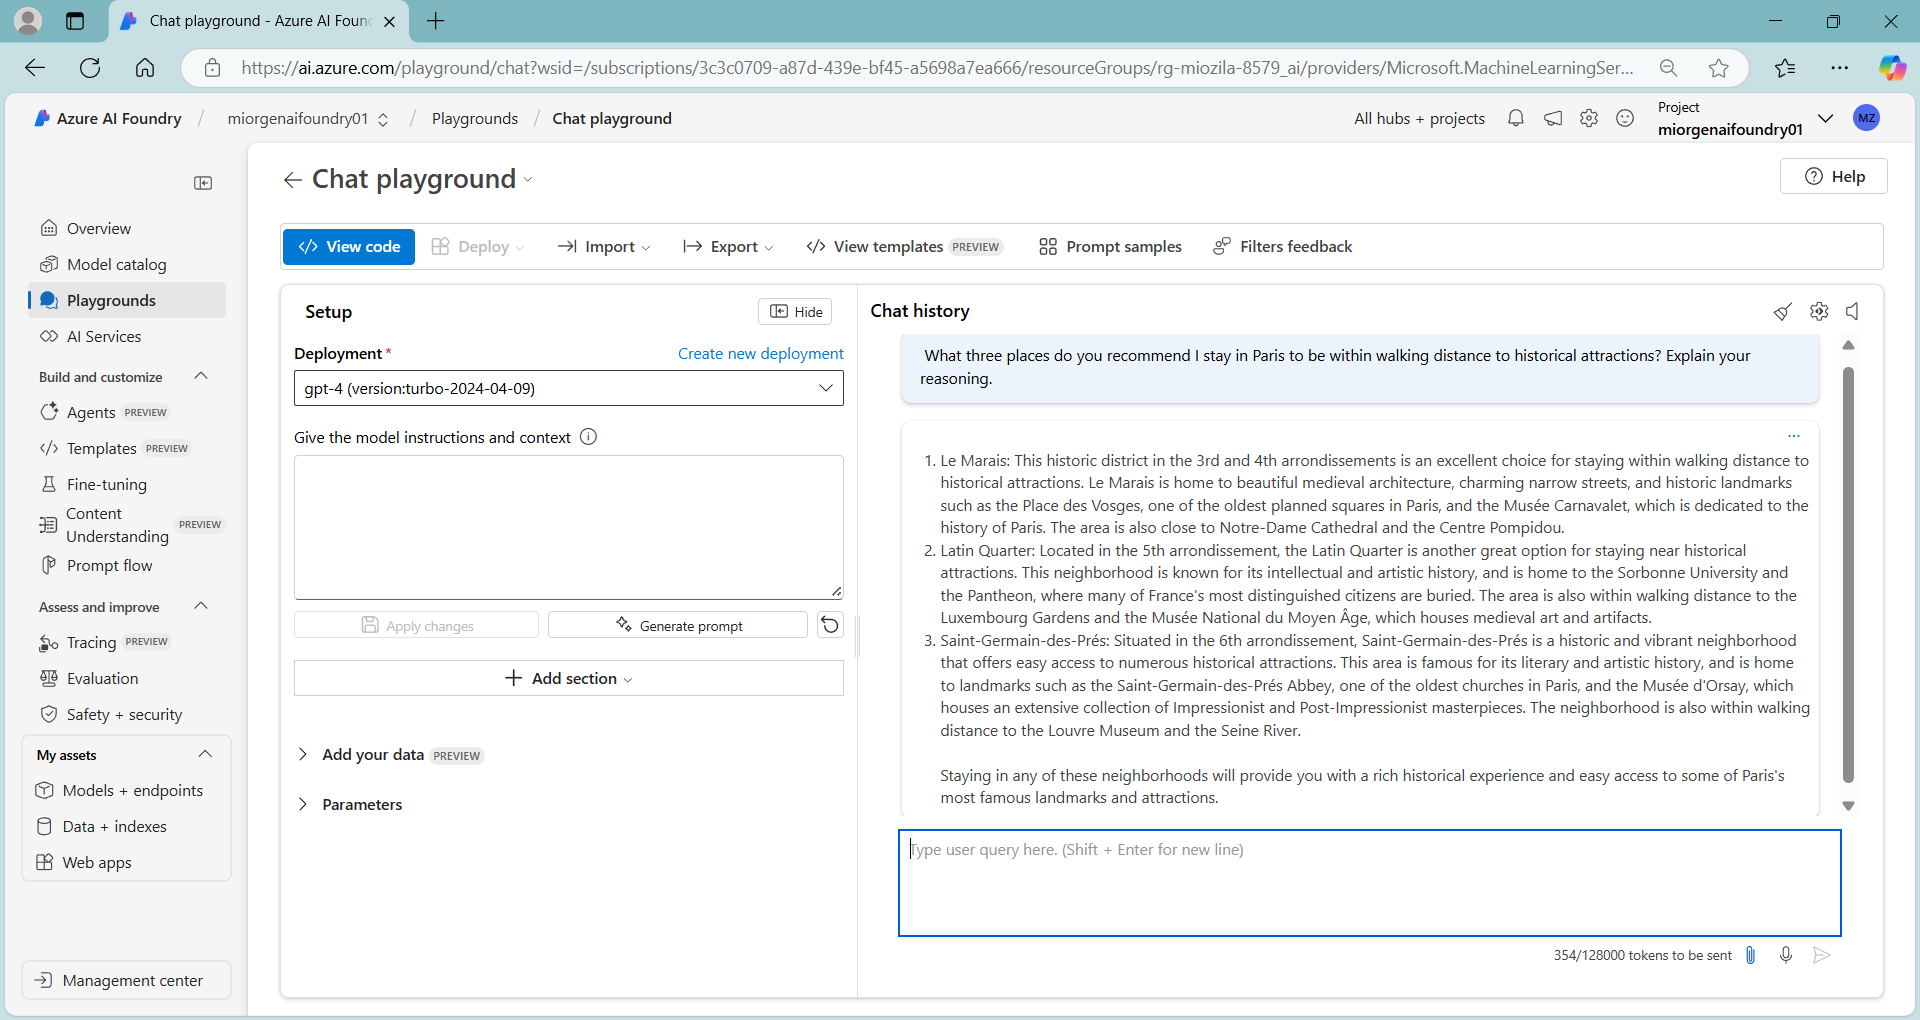 Chat playground - Azure AI Foun
https://ai.azure.com/playground/chat?wsid=/subscriptions/3c3c0709-a87d-439e-bf45-a5698a7ea666/resourceGroups/rg-miozila-8579_ai/providers/Microsoft.MachineLearningSer...
Azure AI Foundry / miorgenaifoundry01 / Playgrounds / Chat playground
All hubs + projects
Project
miorgenaifoundry01
MZ
Overview
Model catalog
Playgrounds
AI Services
Build and customize
Agents PREVIEW
Templates PREVIEW
Fine-tuning
Content
Understanding PREVIEW
Prompt flow
Assess and improve
Tracing PREVIEW
Evaluation
Safety + security
My assets
Models + endpoints
Data + indexes
Web apps
Management center
Chat playground
Help
View code
Deploy
Import
Export
View templates PREVIEW
Prompt samples
Filters feedback
Setup
Hide
Deployment *
Create new deployment
gpt-4 (version:turbo-2024-04-09)
Give the model instructions and context
Apply changes
Generate prompt
Add section
Add your data PREVIEW
Parameters
Chat history
What three places do you recommend I stay in Paris to be within walking distance to historical attractions? Explain your
reasoning.
...
1. Le Marais: This historic district in the 3rd and 4th arrondissements is an excellent choice for staying within walking distance to
historical attractions. Le Marais is home to beautiful medieval architecture, charming narrow streets, and historic landmarks
such as the Place des Vosges, one of the oldest planned squares in Paris, and the Musée Carnavalet, which is dedicated to the
history of Paris. The area is also close to Notre-Dame Cathedral and the Centre Pompidou.
2. Latin Quarter: Located in the 5th arrondissement, the Latin Quarter is another great option for staying near historical
attractions. This neighborhood is known for its intellectual and artistic history, and is home to the Sorbonne University and
the Pantheon, where many of France's most distinguished citizens are buried. The area is also within walking distance to the
Luxembourg Gardens and the Musée National du Moyen Âge, which houses medieval art and artifacts.
3. Saint-Germain-des-Prés: Situated in the 6th arrondissement, Saint-Germain-des-Prés is a historic and vibrant neighborhood
that offers easy access to numerous historical attractions. This area is famous for its literary and artistic history, and is home
to landmarks such as the Saint-Germain-des-Prés Abbey, one of the oldest churches in Paris, and the Musée d'Orsay, which
houses an extensive collection of Impressionist and Post-Impressionist masterpieces. The neighborhood is also within walking
distance to the Louvre Museum and the Seine River.
Staying in any of these neighborhoods will provide you with a rich historical experience and easy access to some of Paris's
most famous landmarks and attractions.
Type user query here. (Shift + Enter for new line)
354/128000 tokens to be sent